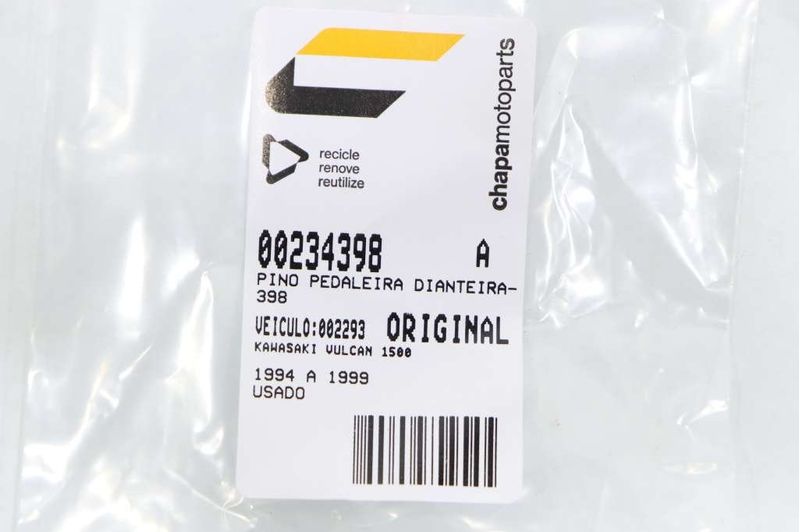 chapamotoparts
recicle
renove
reutilize
00234398 A
PINO PEDALEIRA DIANTEIRA-
398
VEICULO:002293 ORIGINAL
KAWASAKI VULCAN 1500
1994 A 1999
USADO